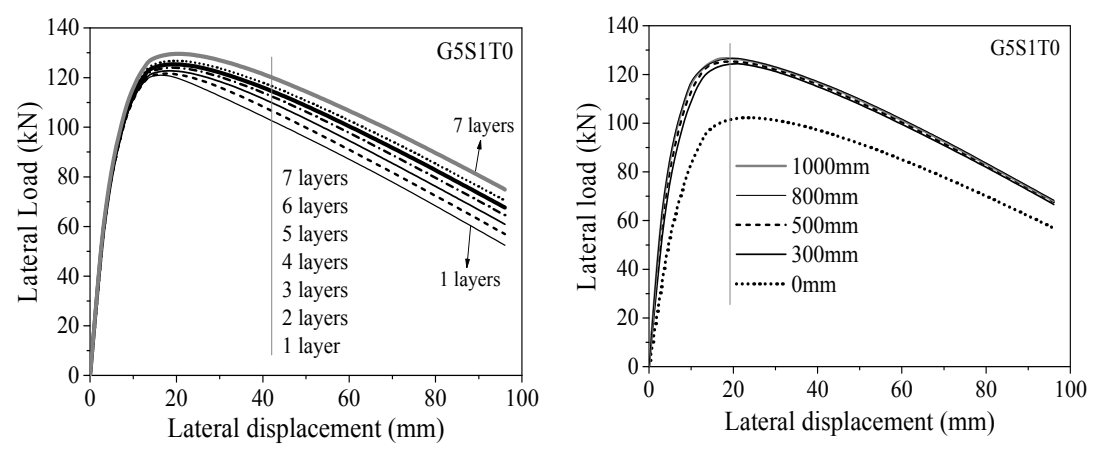 140
120
100
80
60
40
20
0
0 20 40 60 80 100
Lateral Load (kN)
Lateral displacement (mm)
G5S1T0
7 layers
7 layers
6 layers
5 layers
4 layers
3 layers
2 layers
1 layer
1 layers
140
120
100
80
60
40
20
0
0 20 40 60 80 100
Lateral load (kN)
Lateral displacement (mm)
G5S1T0
1000mm
800mm
500mm
300mm
0mm